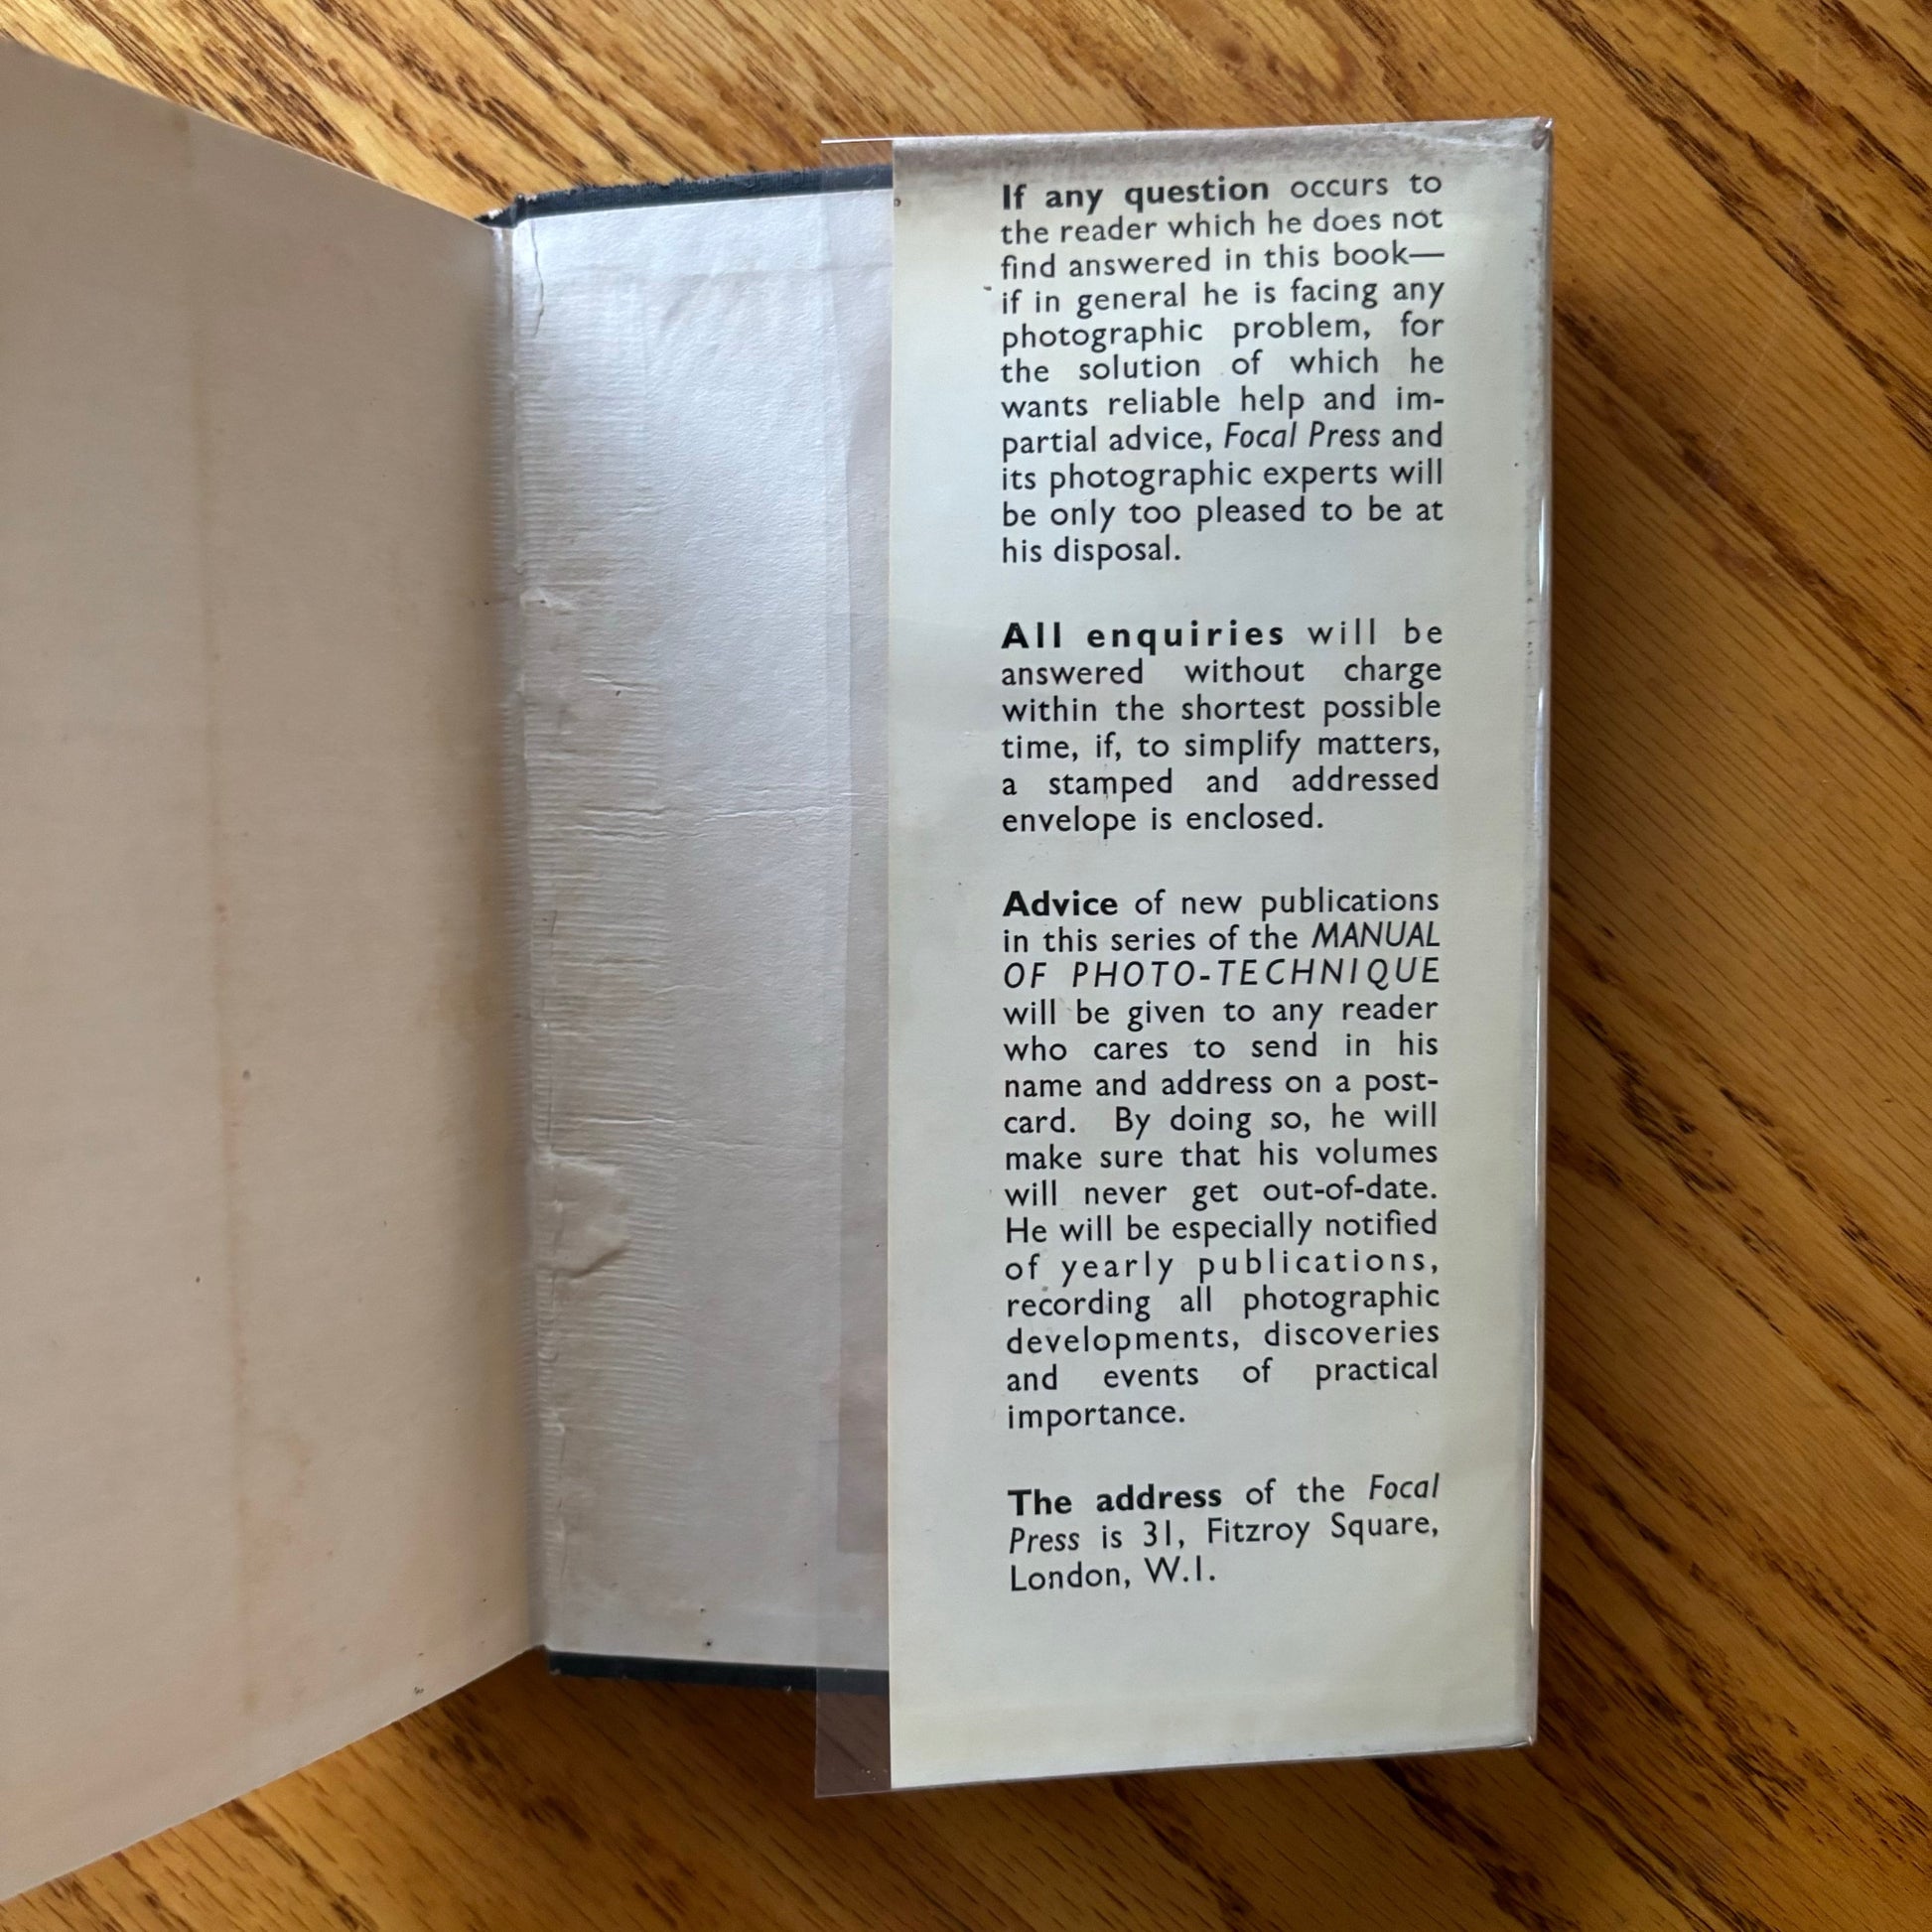 If any question occurs to
the reader which he does not
find answered in this book—
if in general he is facing any
photographic problem, for
the solution of which he
wants reliable help and im-
partial advice, Focal Press and
its photographic experts will
be only too pleased to be at
his disposal.
All enquiries will be
answered without charge
within the shortest possible
time, if, to simplify matters,
a stamped and addressed
envelope is enclosed.
Advice of new publications
in this series of the MANUAL
OF PHOTO-TECHNIQUE
will be given to any reader
who cares to send in his
name and address on a post-
card. By doing so, he will
make sure that his volumes
will never get out-of-date.
He will be especially notified
of yearly publications,
recording all photographic
developments, discoveries
and events of practical
importance.
The address of the Focal
Press is 31, Fitzroy Square,
London, W.1.